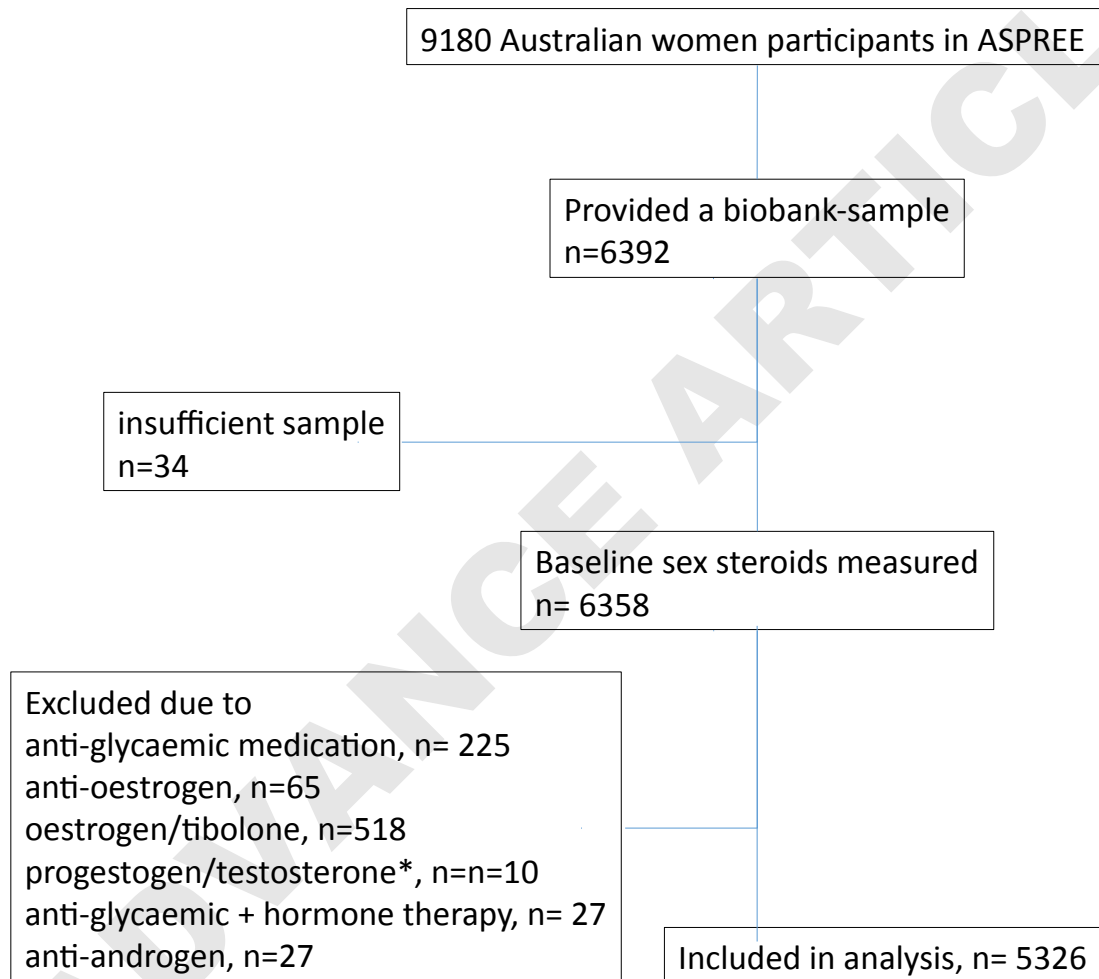 9180 Australian women participants in ASPREE
Provided a biobank-sample
n=6392
insufficient sample
n=34
Baseline sex steroids measured
n= 6358
Excluded due to
anti-glycaemic medication, n= 225
anti-oestrogen, n=65
oestrogen/tibolone, n=518
progestogen/testosterone*, n=n=10
anti-glycaemic + hormone therapy, n= 27
anti-androgen, n=27
Included in analysis, n= 5326
ADVANCE ARTICL